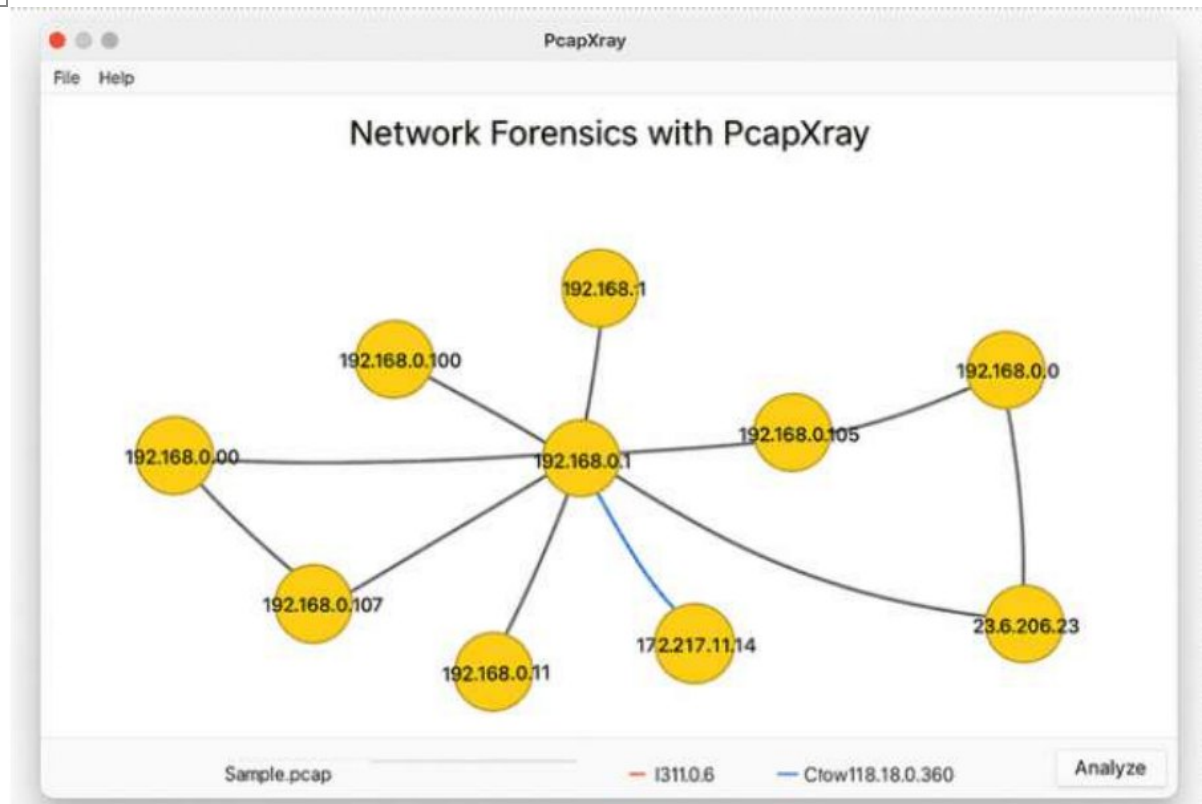 PcapXray
File Help
Network Forensics with PcapXray
192.168.·1
192.168.0.100
192.168.0.0
192.168.0.105
192.168.0.00
192.168.0.1
192.168.0.107
23.6.206.23
172.217.11.14
192.168.0.11
Sample.pcap
I311.0.6
Ctow118.18.0.360
Analyze